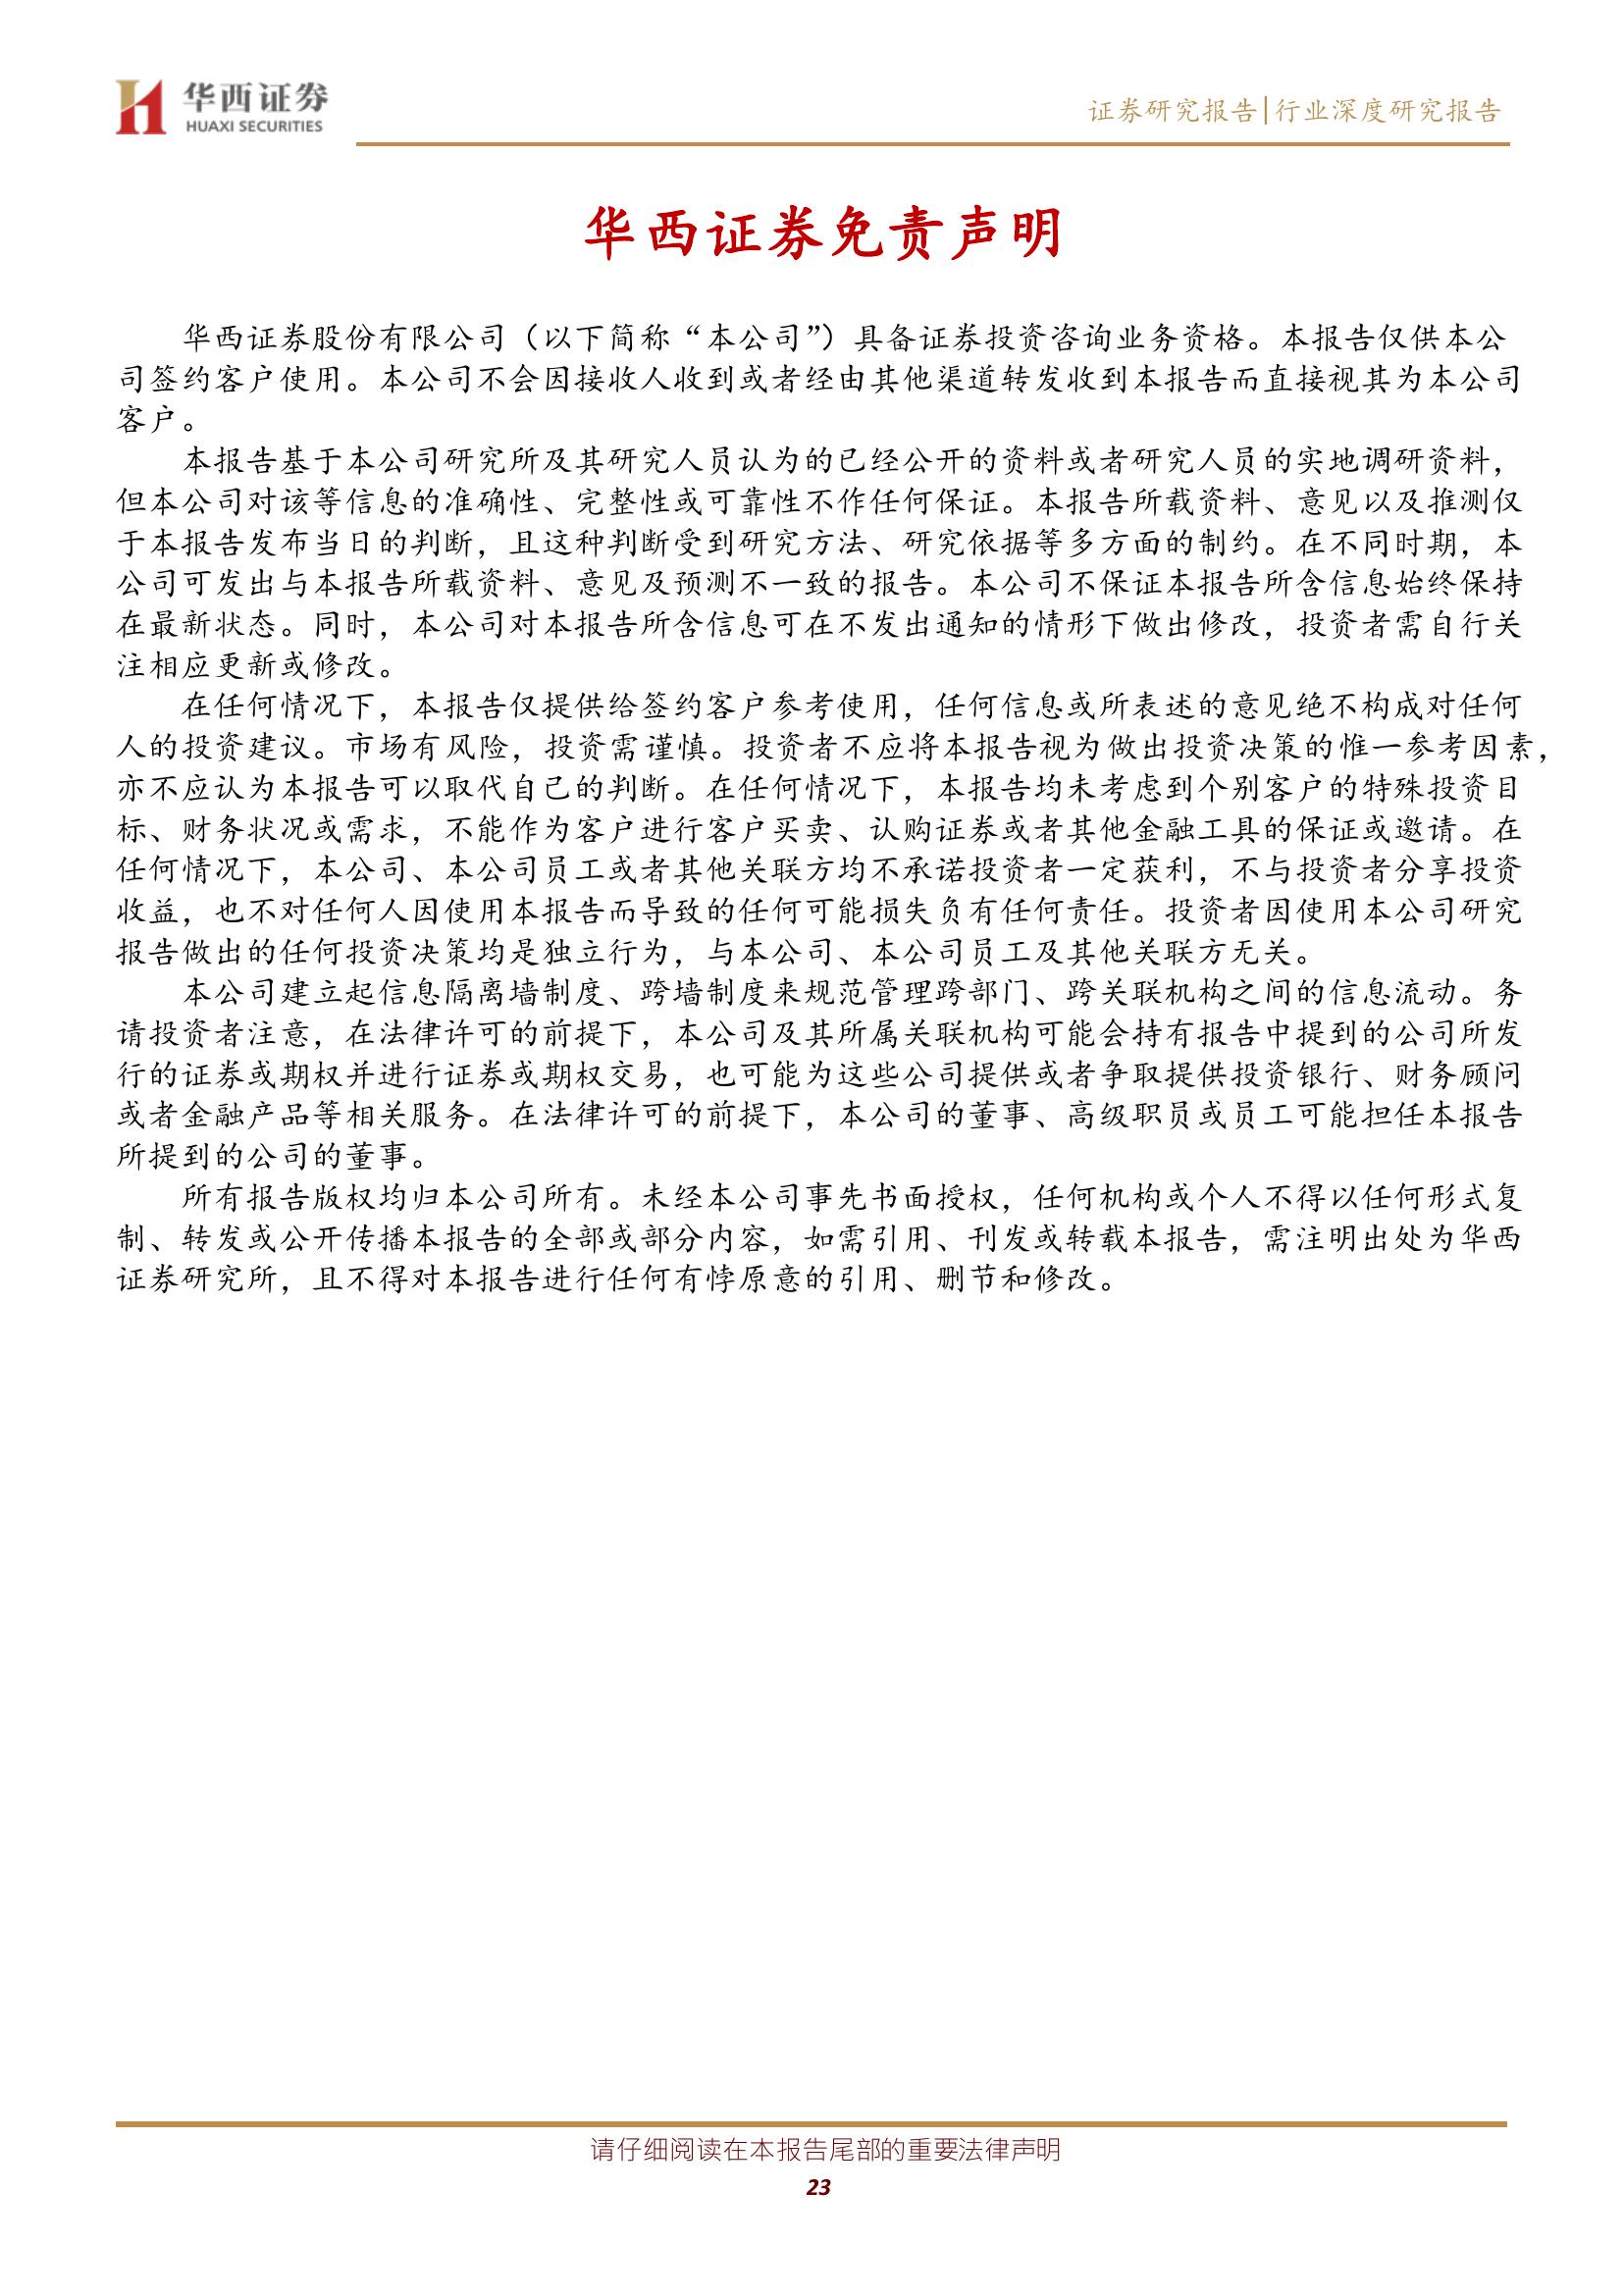 华西证券
HUAXI SECURITIES
证券研究报告|行业深度研究报告
华西证券免责声明
华西证券股份有限公司（以下简称“本公司”）具备证券投资咨询业务资格。本报告仅供本公
司签约客户使用。本公司不会因接收人收到或者经由其他渠道转发收到本报告而直接视其为本公司
客户。
本报告基于本公司研究所及其研究人员认为的已经公开的资料或者研究人员的实地调研资料，
但本公司对该等信息的准确性、完整性或可靠性不作任何保证。本报告所载资料、意见以及推测仅
于本报告发布当日的判断，且这种判断受到研究方法、研究依据等多方面的制约。在不同时期，本
公司可发出与本报告所载资料、意见及预测不一致的报告。本公司不保证本报告所含信息始终保持
在最新状态。同时，本公司对本报告所含信息可在不发出通知的情形下做出修改，投资者需自行关
注相应更新或修改。
在任何情况下，本报告仅提供给签约客户参考使用，任何信息或所表述的意见绝不构成对任何
人的投资建议。市场有风险，投资需谨慎。投资者不应将本报告视为做出投资决策的惟一参考因素，
亦不应认为本报告可以取代自己的判断。在任何情况下，本报告均未考虑到个别客户的特殊投资目
标、财务状况或需求，不能作为客户进行客户买卖、认购证券或者其他金融工具的保证或邀请。在
任何情况下，本公司、本公司员工或者其他关联方均不承诺投资者一定获利，不与投资者分享投资
收益，也不对任何人因使用本报告而导致的任何可能损失负有任何责任。投资者因使用本公司研究
报告做出的任何投资决策均是独立行为，与本公司、本公司员工及其他关联方无关。
本公司建立起信息隔离墙制度、跨墙制度来规范管理跨部门、跨关联机构之间的信息流动。务
请投资者注意，在法律许可的前提下，本公司及其所属关联机构可能会持有报告中提到的公司所发
行的证券或期权并进行证券或期权交易，也可能为这些公司提供或者争取提供投资银行、财务顾问
或者金融产品等相关服务。在法律许可的前提下，本公司的董事、高级职员或员工可能担任本报告
所提到的公司的董事。
所有报告版权均归本公司所有。未经本公司事先书面授权，任何机构或个人不得以任何形式复
制、转发或公开传播本报告的全部或部分内容，如需引用、刊发或转载本报告，需注明出处为华西
证券研究所，且不得对本报告进行任何有悖原意的引用、删节和修改。
请仔细阅读在本报告尾部的重要法律声明
23